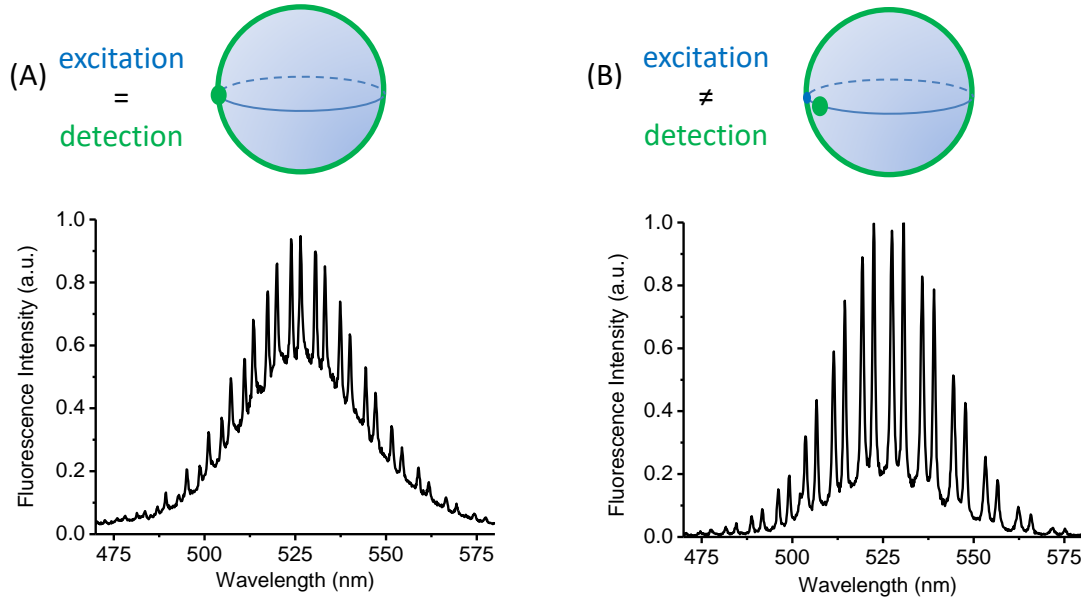 (A)
excitation
=
detection
(B)
excitation
≠
detection
1.0
0.8
0.6
0.4
0.2
0.0
475 500 525 550 575
Fluorescence Intensity (a.u.)
Wavelength (nm)
1.0
0.8
0.6
0.4
0.2
0.0
475 500 525 550 575
Fluorescence Intensity (a.u.)
Wavelength (nm)